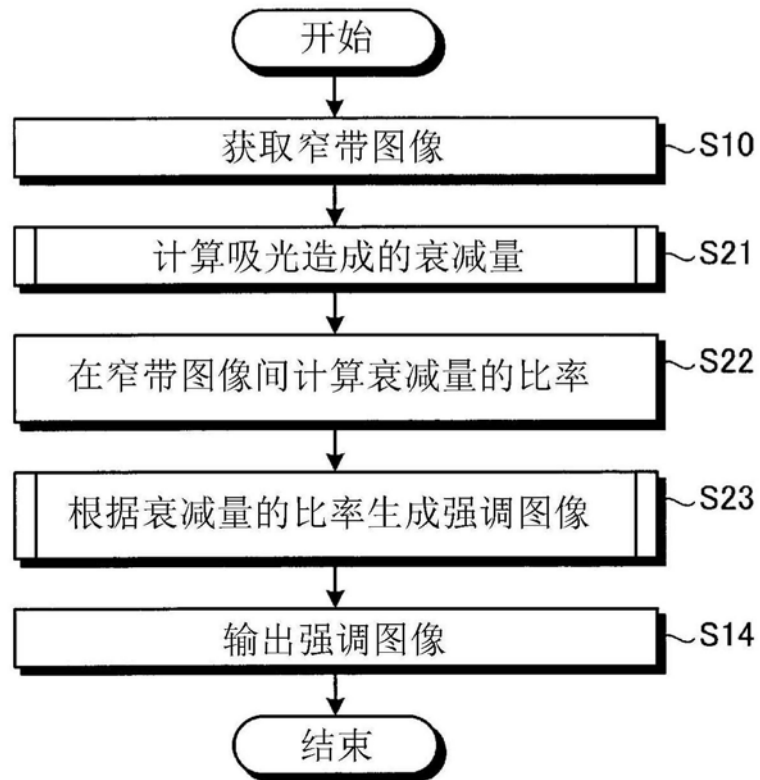 开始
获取窄带图像
S10
计算吸光造成的衰减量
S21
在窄带图像间计算衰减量的比率
S22
根据衰减量的比率生成强调图像
S23
输出强调图像
S14
结束